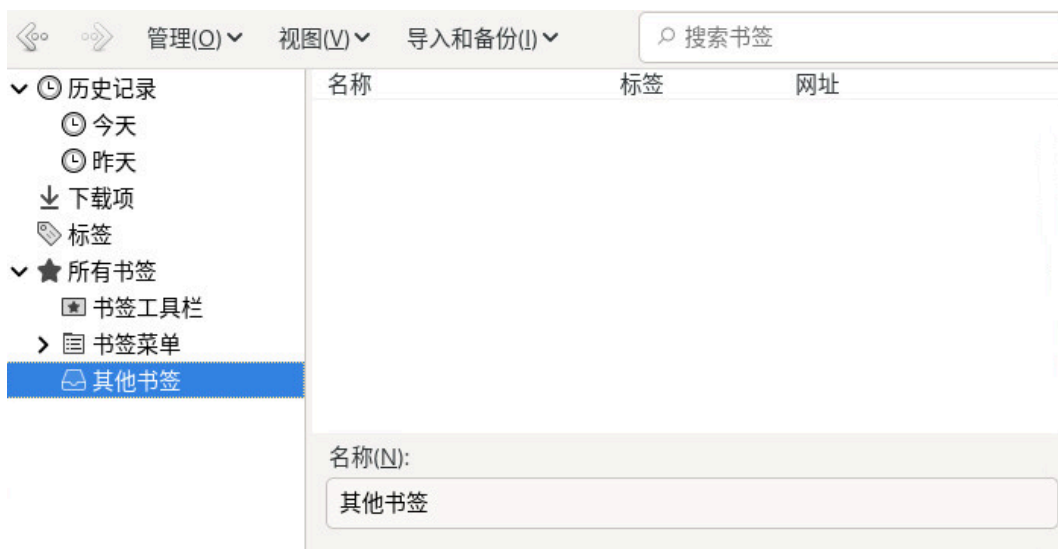 管理(O) 视图(V) 导入和备份(I) 搜索书签
名称 标签 网址
历史记录
今天
昨天
下载项
标签
所有书签
书签工具栏
书签菜单
其他书签
名称(N):
其他书签